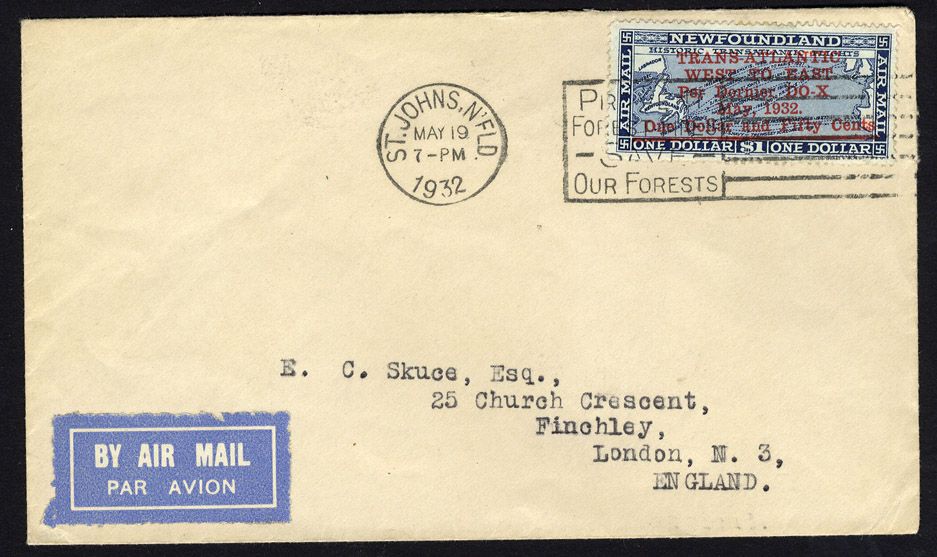 NEWFOUNDLAND
HISTORIC TRANSATLANTIC FLIGHTS
AIR MAIL
AIR MAIL
LABRADOR
TRANS-ATLANTIC
WEST TO EAST
Per Dornier DO-X
May, 1932.
One Dollar and Fifty Cents
ONE DOLLAR $1 ONE DOLLAR
ST. JOHNS, N'FLD.
MAY 19
7-PM
1932
SAVE
OUR FORESTS
E. C. Skuce, Esq.,
25 Church Crescent,
Finchley,
London, N. 3,
ENGLAND.
BY AIR MAIL
PAR AVION